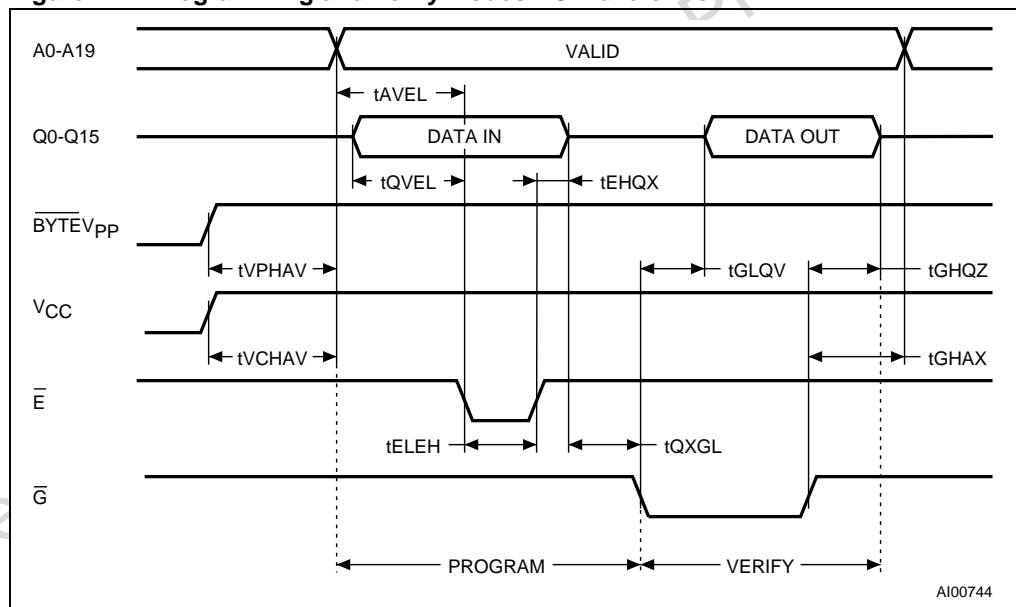 A0-A19
VALID
tAVEL
Q0-Q15
DATA IN
DATA OUT
tQVEL
tEHQX
BYTEVPP
tVPHAV
tGLQV
tGHQZ
VCC
tVCHAV
tGHAX
E
tELEH
tQXGL
G
PROGRAM
VERIFY
AI00744